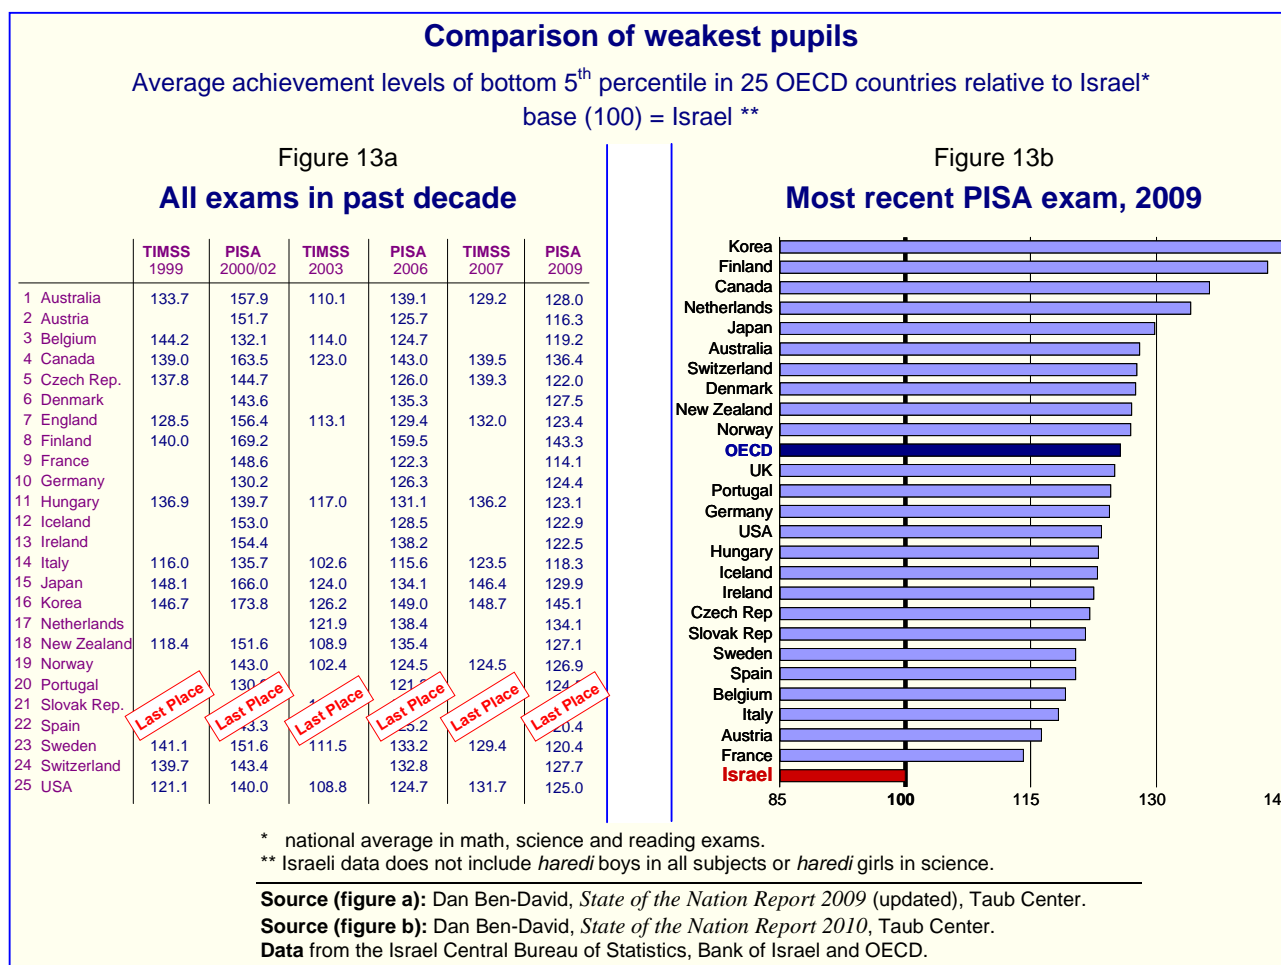 Comparison of weakest pupils
Average achievement levels of bottom 5th percentile in 25 OECD countries relative to Israel*
base (100) = Israel **
Figure 13a
All exams in past decade
TIMSS PISA TIMSS PISA TIMSS PISA
1999 2000/02 2003 2006 2007 2009
1 Australia 133.7 157.9 110.1 139.1 129.2 128.0
2 Austria 151.7 125.7 116.3
3 Belgium 144.2 132.1 114.0 124.7 119.2
4 Canada 139.0 163.5 123.0 143.0 139.5 136.4
5 Czech Rep. 137.8 144.7 126.0 139.3 122.0
6 Denmark 143.6 135.3 127.5
7 England 128.5 156.4 113.1 129.4 132.0 123.4
8 Finland 140.0 169.2 159.5 143.3
9 France 148.6 122.3 114.1
10 Germany 130.2 126.3 124.4
11 Hungary 136.9 139.7 117.0 131.1 136.2 123.1
12 Iceland 153.0 128.5 122.9
13 Ireland 154.4 138.2 122.5
14 Italy 116.0 135.7 102.6 115.6 123.5 118.3
15 Japan 148.1 166.0 124.0 134.1 146.4 129.9
16 Korea 146.7 173.8 126.2 149.0 148.7 145.1
17 Netherlands 121.9 138.4 134.1
18 New Zealand 118.4 151.6 108.9 135.4 127.1
19 Norway 143.0 102.4 124.5 124.5 126.9
20 Portugal
21 Slovak Rep.
22 Spain
Last Place Last Place Last Place Last Place Last Place Last Place
23 Sweden 141.1 151.6 111.5 133.2 129.4 120.4
24 Switzerland 139.7 143.4 132.8 127.7
25 USA 121.1 140.0 108.8 124.7 131.7 125.0
Figure 13b
Most recent PISA exam, 2009
Korea
Finland
Canada
Netherlands
Japan
Australia
Switzerland
Denmark
New Zealand
Norway
OECD
UK
Portugal
Germany
USA
Hungary
Iceland
Ireland
Czech Rep
Slovak Rep
Sweden
Spain
Belgium
Italy
Austria
France
Israel
85 100 115 130
* national average in math, science and reading exams.
** Israeli data does not include haredi boys in all subjects or haredi girls in science.
Source (figure a): Dan Ben-David, State of the Nation Report 2009 (updated), Taub Center.
Source (figure b): Dan Ben-David, State of the Nation Report 2010, Taub Center.
Data from the Israel Central Bureau of Statistics, Bank of Israel and OECD.